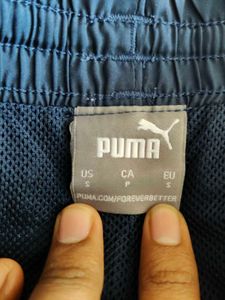 PUMA
US CA EU
S P S
PUMA.COM/FOREVERBETTER